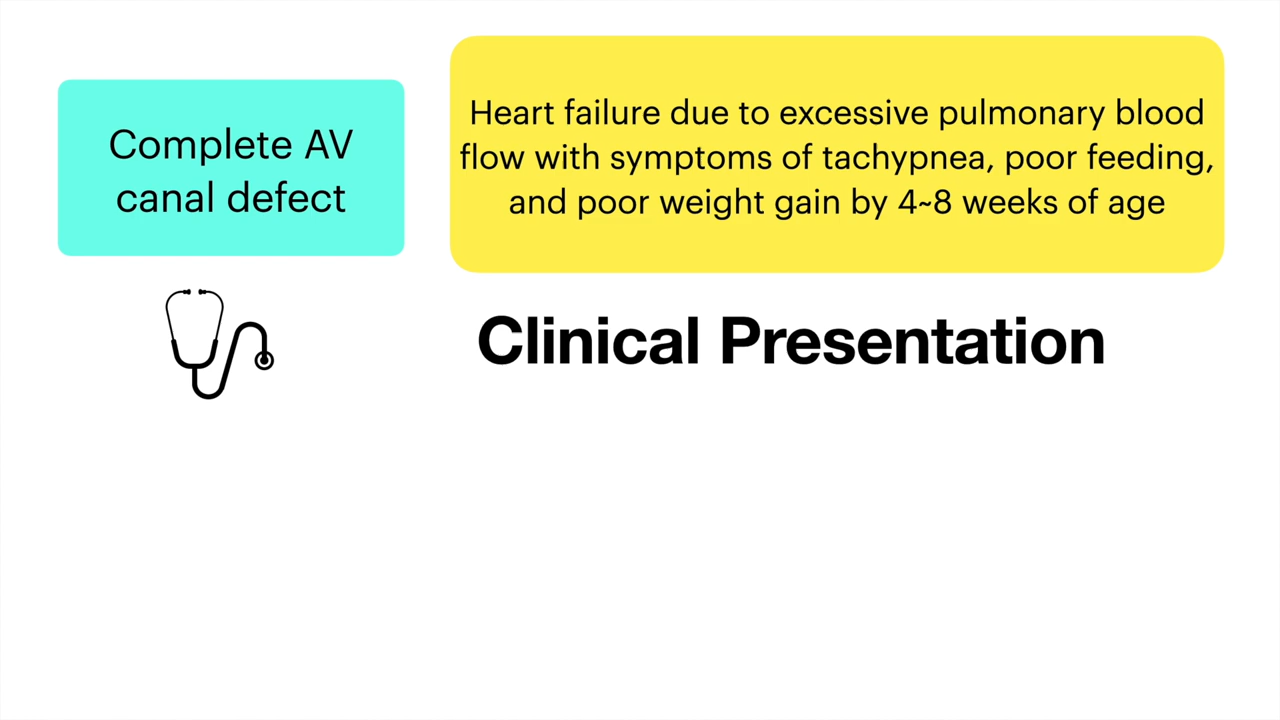 Complete AV
canal defect
Heart failure due to excessive pulmonary blood
flow with symptoms of tachypnea, poor feeding,
and poor weight gain by 4~8 weeks of age
Clinical Presentation